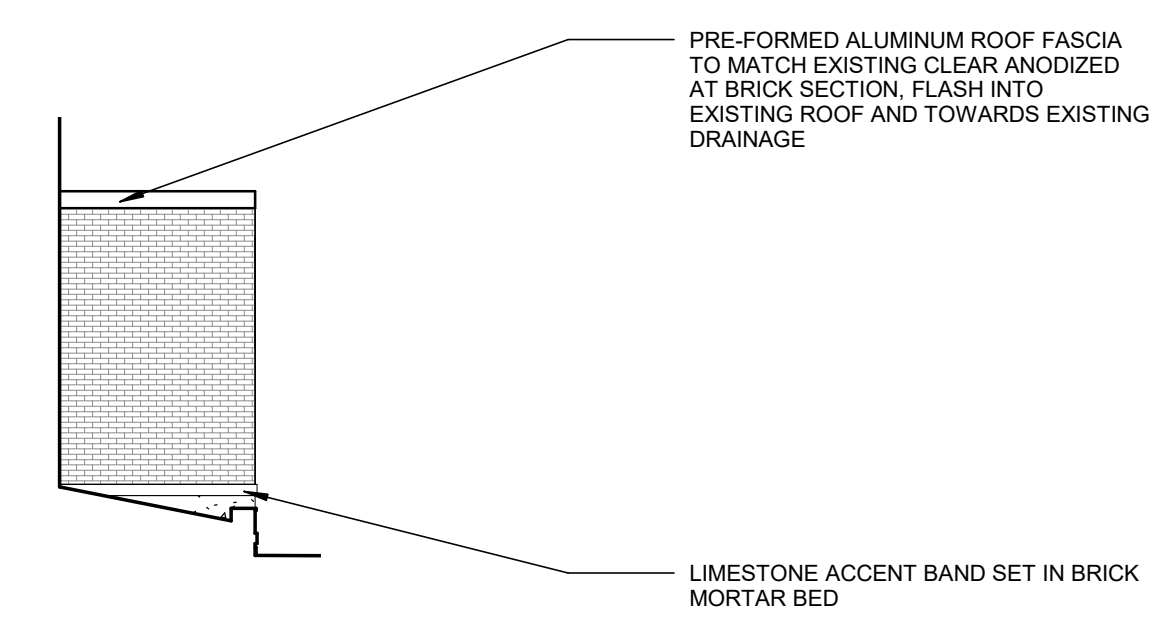 PRE-FORMED ALUMINUM ROOF FASCIA
TO MATCH EXISTING CLEAR ANODIZED
AT BRICK SECTION, FLASH INTO
EXISTING ROOF AND TOWARDS EXISTING
DRAINAGE
LIMESTONE ACCENT BAND SET IN BRICK
MORTAR BED